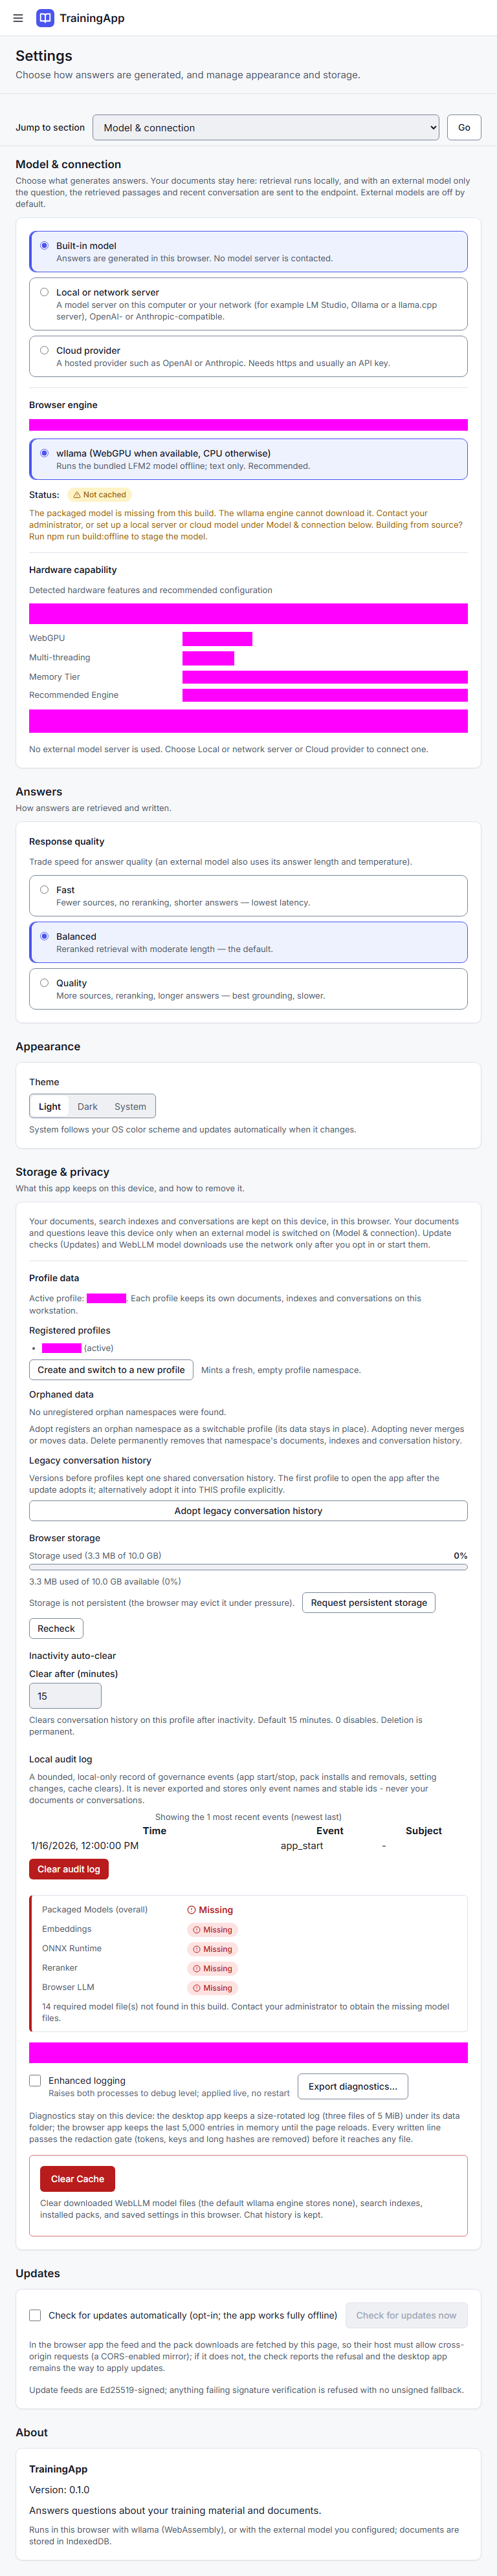 TrainingApp
Settings
Choose how answers are generated, and manage appearance and storage.
Jump to section
Model & connection
Go
Model & connection
Choose what generates answers. Your documents stay here: retrieval runs locally, and with an external model only
the question, the retrieved passages and recent conversation are sent to the endpoint. External models are off by
default.
Built-in model
Answers are generated in this browser. No model server is contacted.
Local or network server
A model server on this computer or your network (for example LM Studio, Ollama or a llama.cpp
server), OpenAI- or Anthropic-compatible.
Cloud provider
A hosted provider such as OpenAI or Anthropic. Needs https and usually an API key.
Browser engine
wllama (WebGPU when available, CPU otherwise)
Runs the bundled LFM2 model offline; text only. Recommended.
Status: Not cached
The packaged model is missing from this build. The wllama engine cannot download it. Contact your
administrator, or set up a local server or cloud model under Model & connection below. Building from source?
Run npm run build:offline to stage the model.
Hardware capability
Detected hardware features and recommended configuration
WebGPU
Multi-threading
Memory Tier
Recommended Engine
No external model server is used. Choose Local or network server or Cloud provider to connect one.
Answers
How answers are retrieved and written.
Response quality
Trade speed for answer quality (an external model also uses its answer length and temperature).
Fast
Fewer sources, no reranking, shorter answers — lowest latency.
Balanced
Reranked retrieval with moderate length — the default.
Quality
More sources, reranking, longer answers — best grounding, slower.
Appearance
Theme
Light Dark System
System follows your OS color scheme and updates automatically when it changes.
Storage & privacy
What this app keeps on this device, and how to remove it.
Your documents, search indexes and conversations are kept on this device, in this browser. Your documents
and questions leave this device only when an external model is switched on (Model & connection). Update
checks (Updates) and WebLLM model downloads use the network only after you opt in or start them.
Profile data
Active profile: . Each profile keeps its own documents, indexes and conversations on this
workstation.
Registered profiles
• (active)
Create and switch to a new profile Mints a fresh, empty profile namespace.
Orphaned data
No unregistered orphan namespaces were found.
Adopt registers an orphan namespace as a switchable profile (its data stays in place). Adopting never merges
or moves data. Delete permanently removes that namespace's documents, indexes and conversation history.
Legacy conversation history
Versions before profiles kept one shared conversation history. The first profile to open the app after the
update adopts it; alternatively adopt it into THIS profile explicitly.
Adopt legacy conversation history
Browser storage
Storage used (3.3 MB of 10.0 GB) 0%
3.3 MB used of 10.0 GB available (0%)
Storage is not persistent (the browser may evict it under pressure). Request persistent storage
Recheck
Inactivity auto-clear
Clear after (minutes)
15
Clears conversation history on this profile after inactivity. Default 15 minutes. 0 disables. Deletion is
permanent.
Local audit log
A bounded, local-only record of governance events (app start/stop, pack installs and removals, setting
changes, cache clears). It is never exported and stores only event names and stable ids - never your
documents or conversations.
Showing the 1 most recent events (newest last)
Time Event Subject
1/16/2026, 12:00:00 PM app_start -
Clear audit log
Packaged Models (overall) Missing
Embeddings Missing
ONNX Runtime Missing
Reranker Missing
Browser LLM Missing
14 required model file(s) not found in this build. Contact your administrator to obtain the missing model
files.
Enhanced logging
Raises both processes to debug level; applied live, no restart
Export diagnostics...
Diagnostics stay on this device: the desktop app keeps a size-rotated log (three files of 5 MiB) under its data
folder; the browser app keeps the last 5,000 entries in memory until the page reloads. Every written line
passes the redaction gate (tokens, keys and long hashes are removed) before it reaches any file.
Clear Cache
Clear downloaded WebLLM model files (the default wllama engine stores none), search indexes,
installed packs, and saved settings in this browser. Chat history is kept.
Updates
Check for updates automatically (opt-in; the app works fully offline) Check for updates now
In the browser app the feed and the pack downloads are fetched by this page, so their host must allow cross-
origin requests (a CORS-enabled mirror); if it does not, the check reports the refusal and the desktop app
remains the way to apply updates.
Update feeds are Ed25519-signed; anything failing signature verification is refused with no unsigned fallback.
About
TrainingApp
Version: 0.1.0
Answers questions about your training material and documents.
Runs in this browser with wllama (WebAssembly), or with the external model you configured; documents are
stored in IndexedDB.